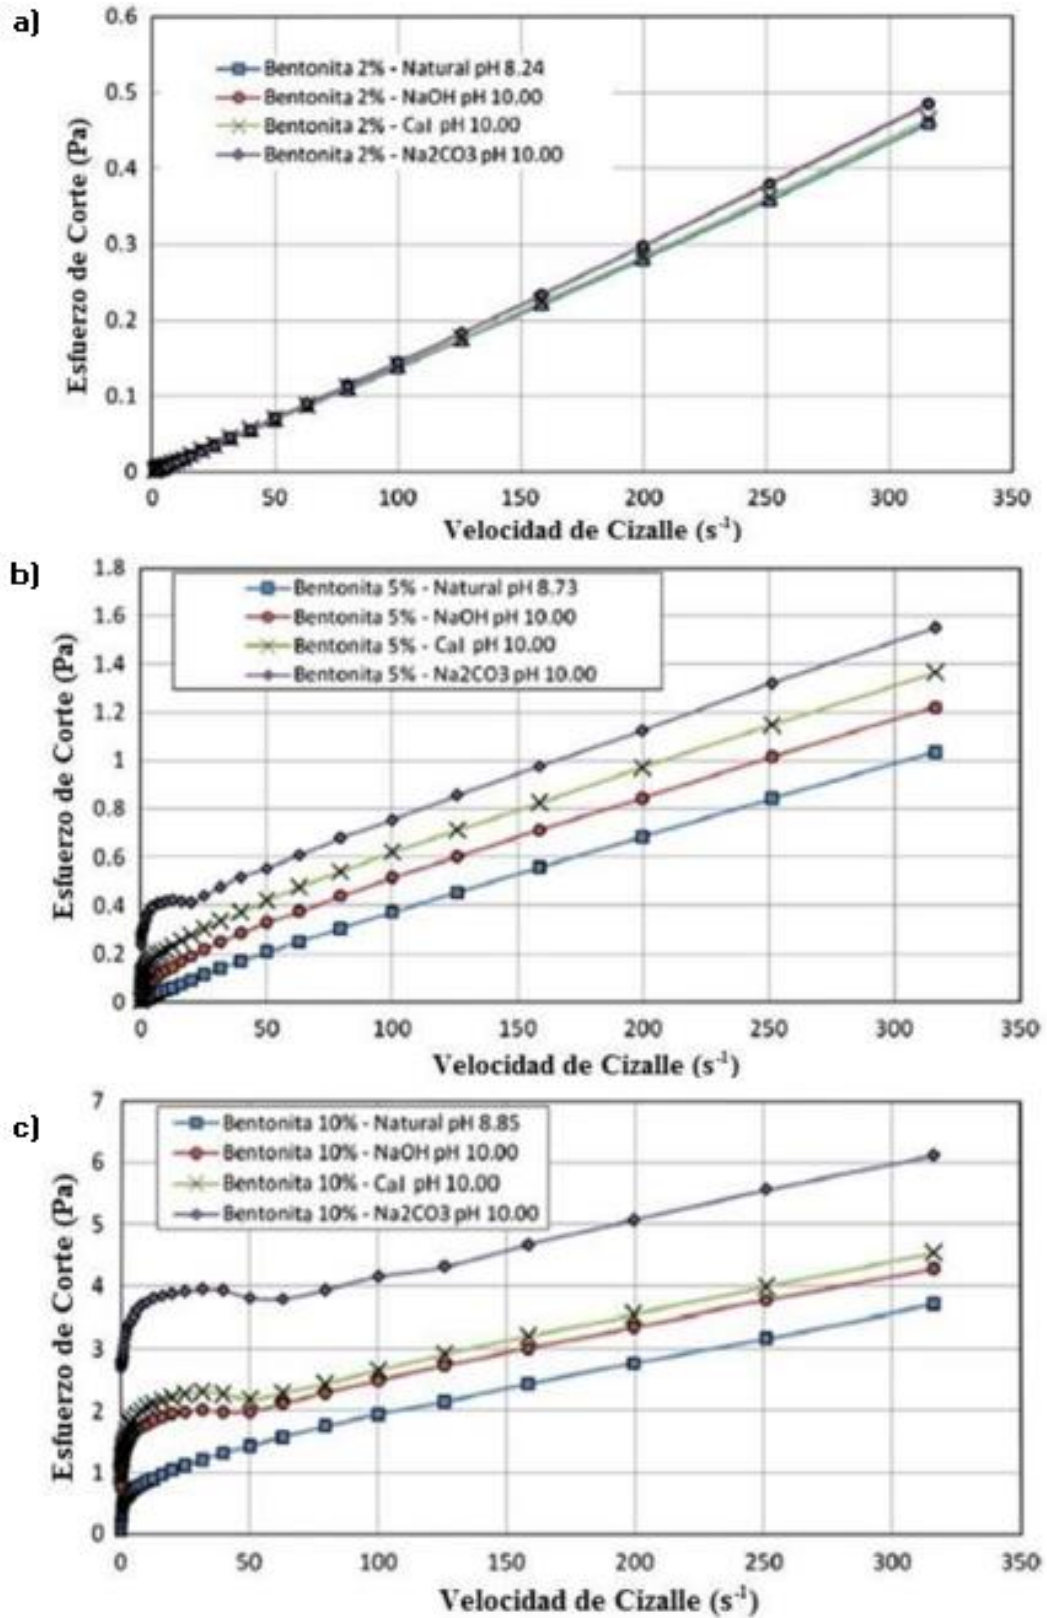 a)
0.6
0.5
0.4
0.3
0.2
0.1
0
Esfuerzo de Corte (Pa)
Bentonita 2% - Natural pH 8.24
Bentonita 2% - NaOH pH 10.00
Bentonita 2% - Cal pH 10.00
Bentonita 2% - Na2CO3 pH 10.00
0 50 100 150 200 250 300 350
Velocidad de Cizalle (s-1)
b)
1.8
1.6
1.4
1.2
1
0.8
0.6
0.4
0.2
0
Esfuerzo de Corte (Pa)
Bentonita 5% - Natural pH 8.73
Bentonita 5% - NaOH pH 10.00
Bentonita 5% - Cal pH 10.00
Bentonita 5% - Na2CO3 pH 10.00
0 50 100 150 200 250 300 350
Velocidad de Cizalle (s-1)
c)
7
6
5
4
3
2
1
0
Esfuerzo de Corte (Pa)
Bentonita 10% - Natural pH 8.85
Bentonita 10% - NaOH pH 10.00
Bentonita 10% - Cal pH 10.00
Bentonita 10% - Na2CO3 pH 10.00
0 50 100 150 200 250 300 350
Velocidad de Cizalle (s-1)